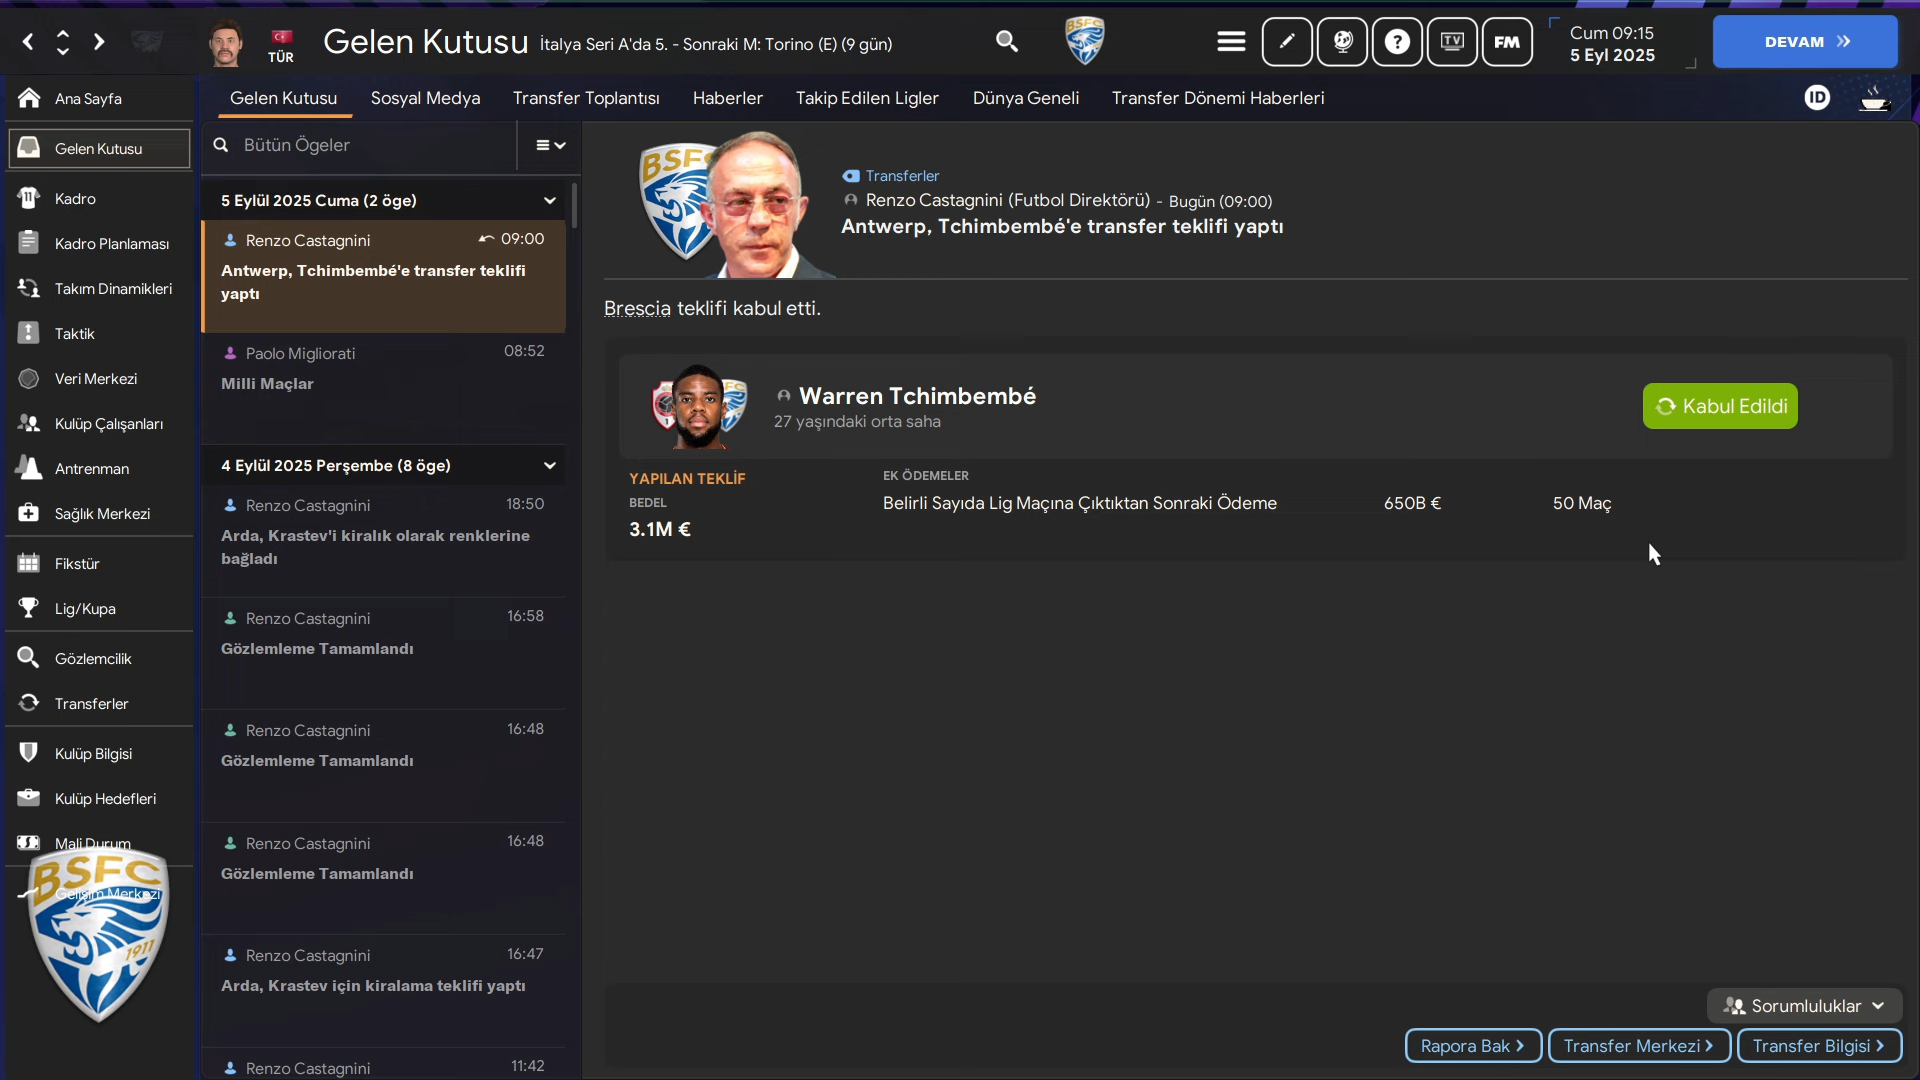 TÜR
Gelen Kutusu
İtalya Seri A'da 5. - Sonraki M: Torino (E) (9 gün)
BSFC
?
TV
FM
Cum 09:15
5 Eyl 2025
DEVAM
Ana Sayfa
Gelen Kutusu
Kadro
Kadro Planlaması
Takım Dinamikleri
Taktik
Veri Merkezi
Kulüp Çalışanları
Antrenman
Sağlık Merkezi
Fikstür
Lig/Kupa
Gözlemcilik
Transferler
Kulüp Bilgisi
Kulüp Hedefleri
Mali Durum
Gelişim Merkezi
BSFC
1911
Gelen Kutusu
Sosyal Medya
Transfer Toplantısı
Haberler
Takip Edilen Ligler
Dünya Geneli
Transfer Dönemi Haberleri
ID
Bütün Ögeler
5 Eylül 2025 Cuma (2 öge)
Renzo Castagnini
09:00
Antwerp, Tchimbembé'e transfer teklifi
yaptı
Paolo Migliorati
08:52
Milli Maçlar
4 Eylül 2025 Perşembe (8 öge)
Renzo Castagnini
18:50
Arda, Krastev'i kiralık olarak renklerine
bağladı
Renzo Castagnini
16:58
Gözlemleme Tamamlandı
Renzo Castagnini
16:48
Gözlemleme Tamamlandı
Renzo Castagnini
16:48
Gözlemleme Tamamlandı
Renzo Castagnini
16:47
Arda, Krastev için kiralama teklifi yaptı
Renzo Castagnini
11:42
BSFC
Transferler
Renzo Castagnini (Futbol Direktörü) - Bugün (09:00)
Antwerp, Tchimbembé'e transfer teklifi yaptı
Brescia teklifi kabul etti.
Warren Tchimbembé
27 yaşındaki orta saha
Kabul Edildi
YAPILAN TEKLİF
BEDEL
3.1M €
EK ÖDEMELER
Belirli Sayıda Lig Maçına Çıktıktan Sonraki Ödeme
650B €
50 Maç
Sorumluluklar
Rapora Bak
Transfer Merkezi
Transfer Bilgisi